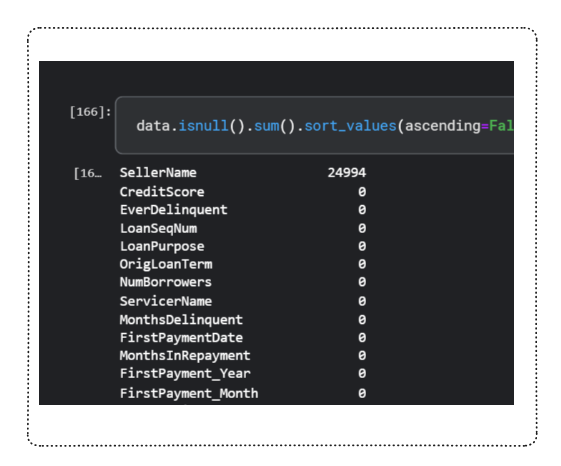 [166]:
data.isnull().sum().sort_values(ascending=Fal
[16…
SellerName 24994
CreditScore 0
EverDelinquent 0
LoanSeqNum 0
LoanPurpose 0
OrigLoanTerm 0
NumBorrowers 0
ServicerName 0
MonthsDelinquent 0
FirstPaymentDate 0
MonthsInRepayment 0
FirstPayment_Year 0
FirstPayment_Month 0